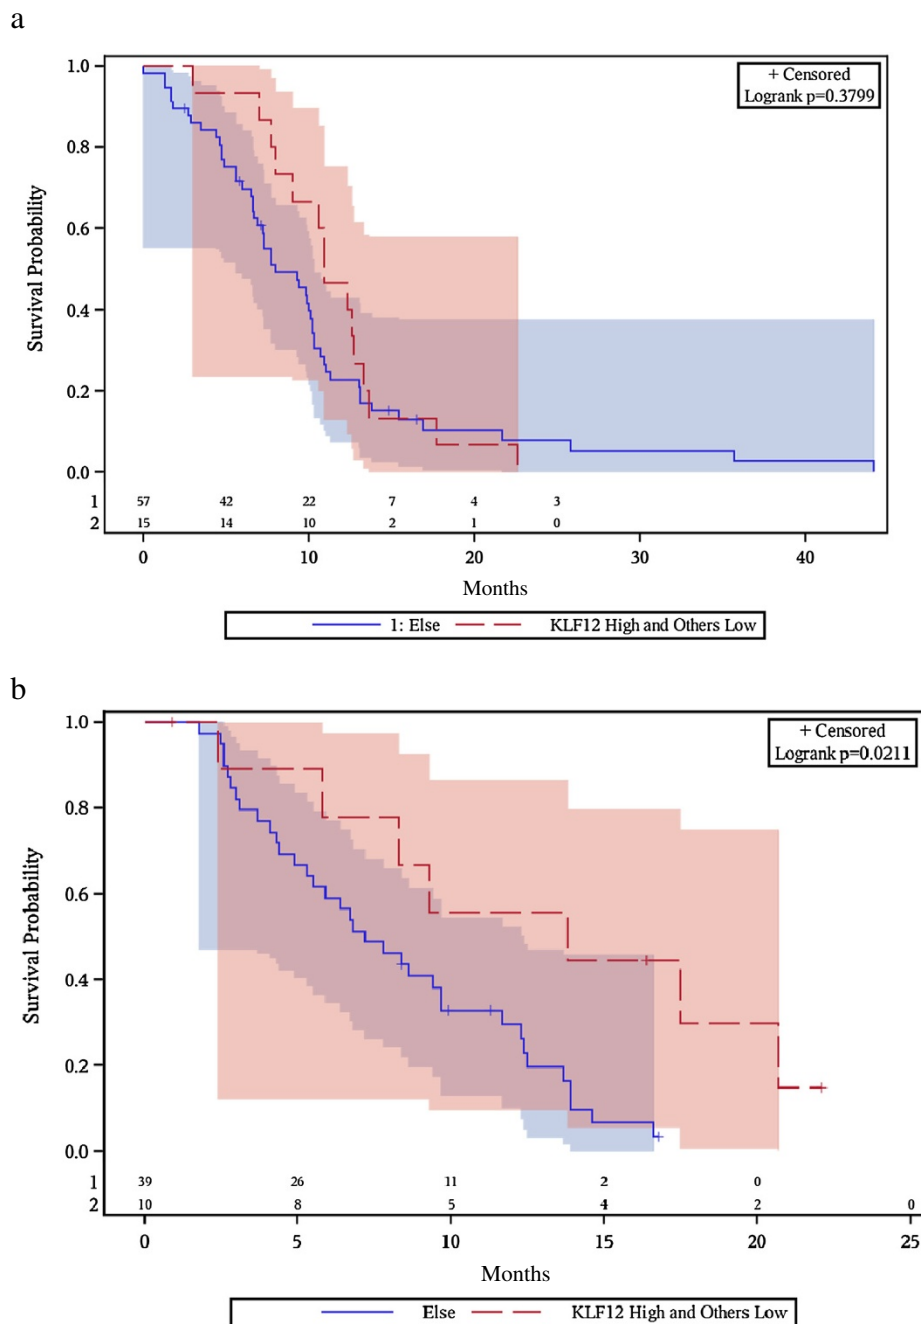 a
+ Censored
Logrank p=0.3799
1.0
0.8
0.6
0.4
0.2
0.0
Survival Probability
1 57 42 22 7 4 3
2 15 14 10 2 1 0
0 10 20 30 40
Months
1: Else KLF12 High and Others Low
b
+ Censored
Logrank p=0.0211
1.0
0.8
0.6
0.4
0.2
0.0
Survival Probability
1 39 26 11 2 0
2 10 8 5 4 2 0
0 5 10 15 20 25
Months
Else KLF12 High and Others Low